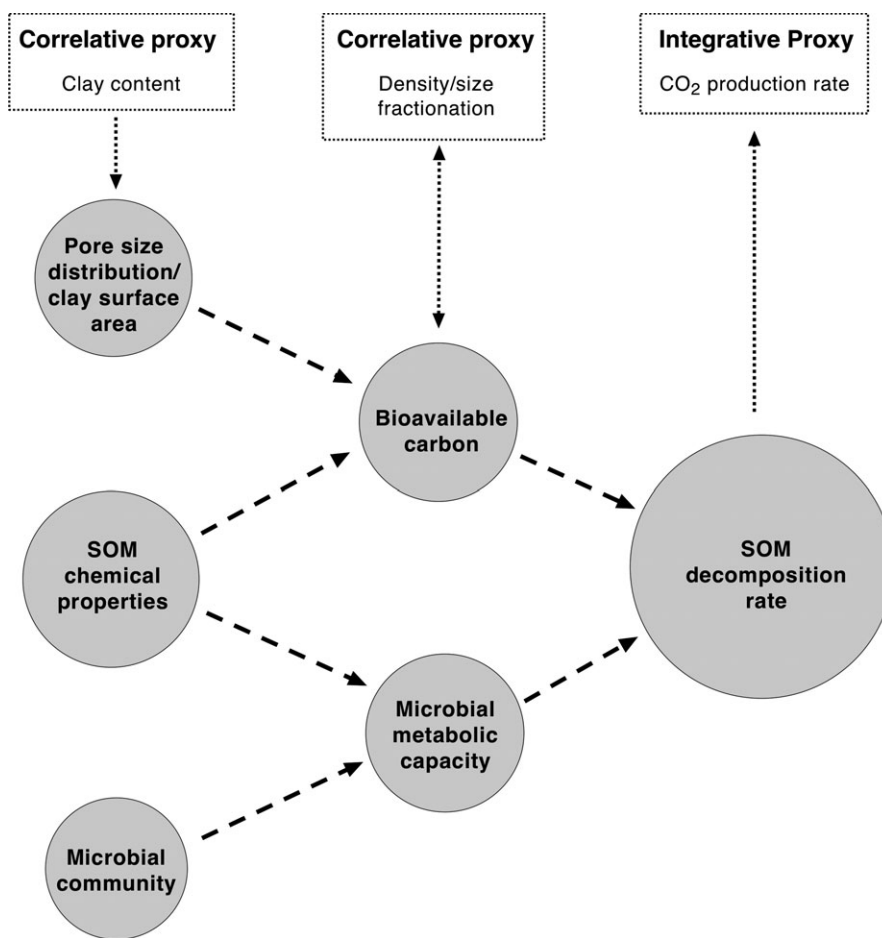 Correlative proxy
Clay content
Correlative proxy
Density/size
fractionation
Integrative Proxy
CO₂ production rate
Pore size
distribution/
clay surface
area
Bioavailable
carbon
SOM
chemical
properties
SOM
decomposition
rate
Microbial
metabolic
capacity
Microbial
community